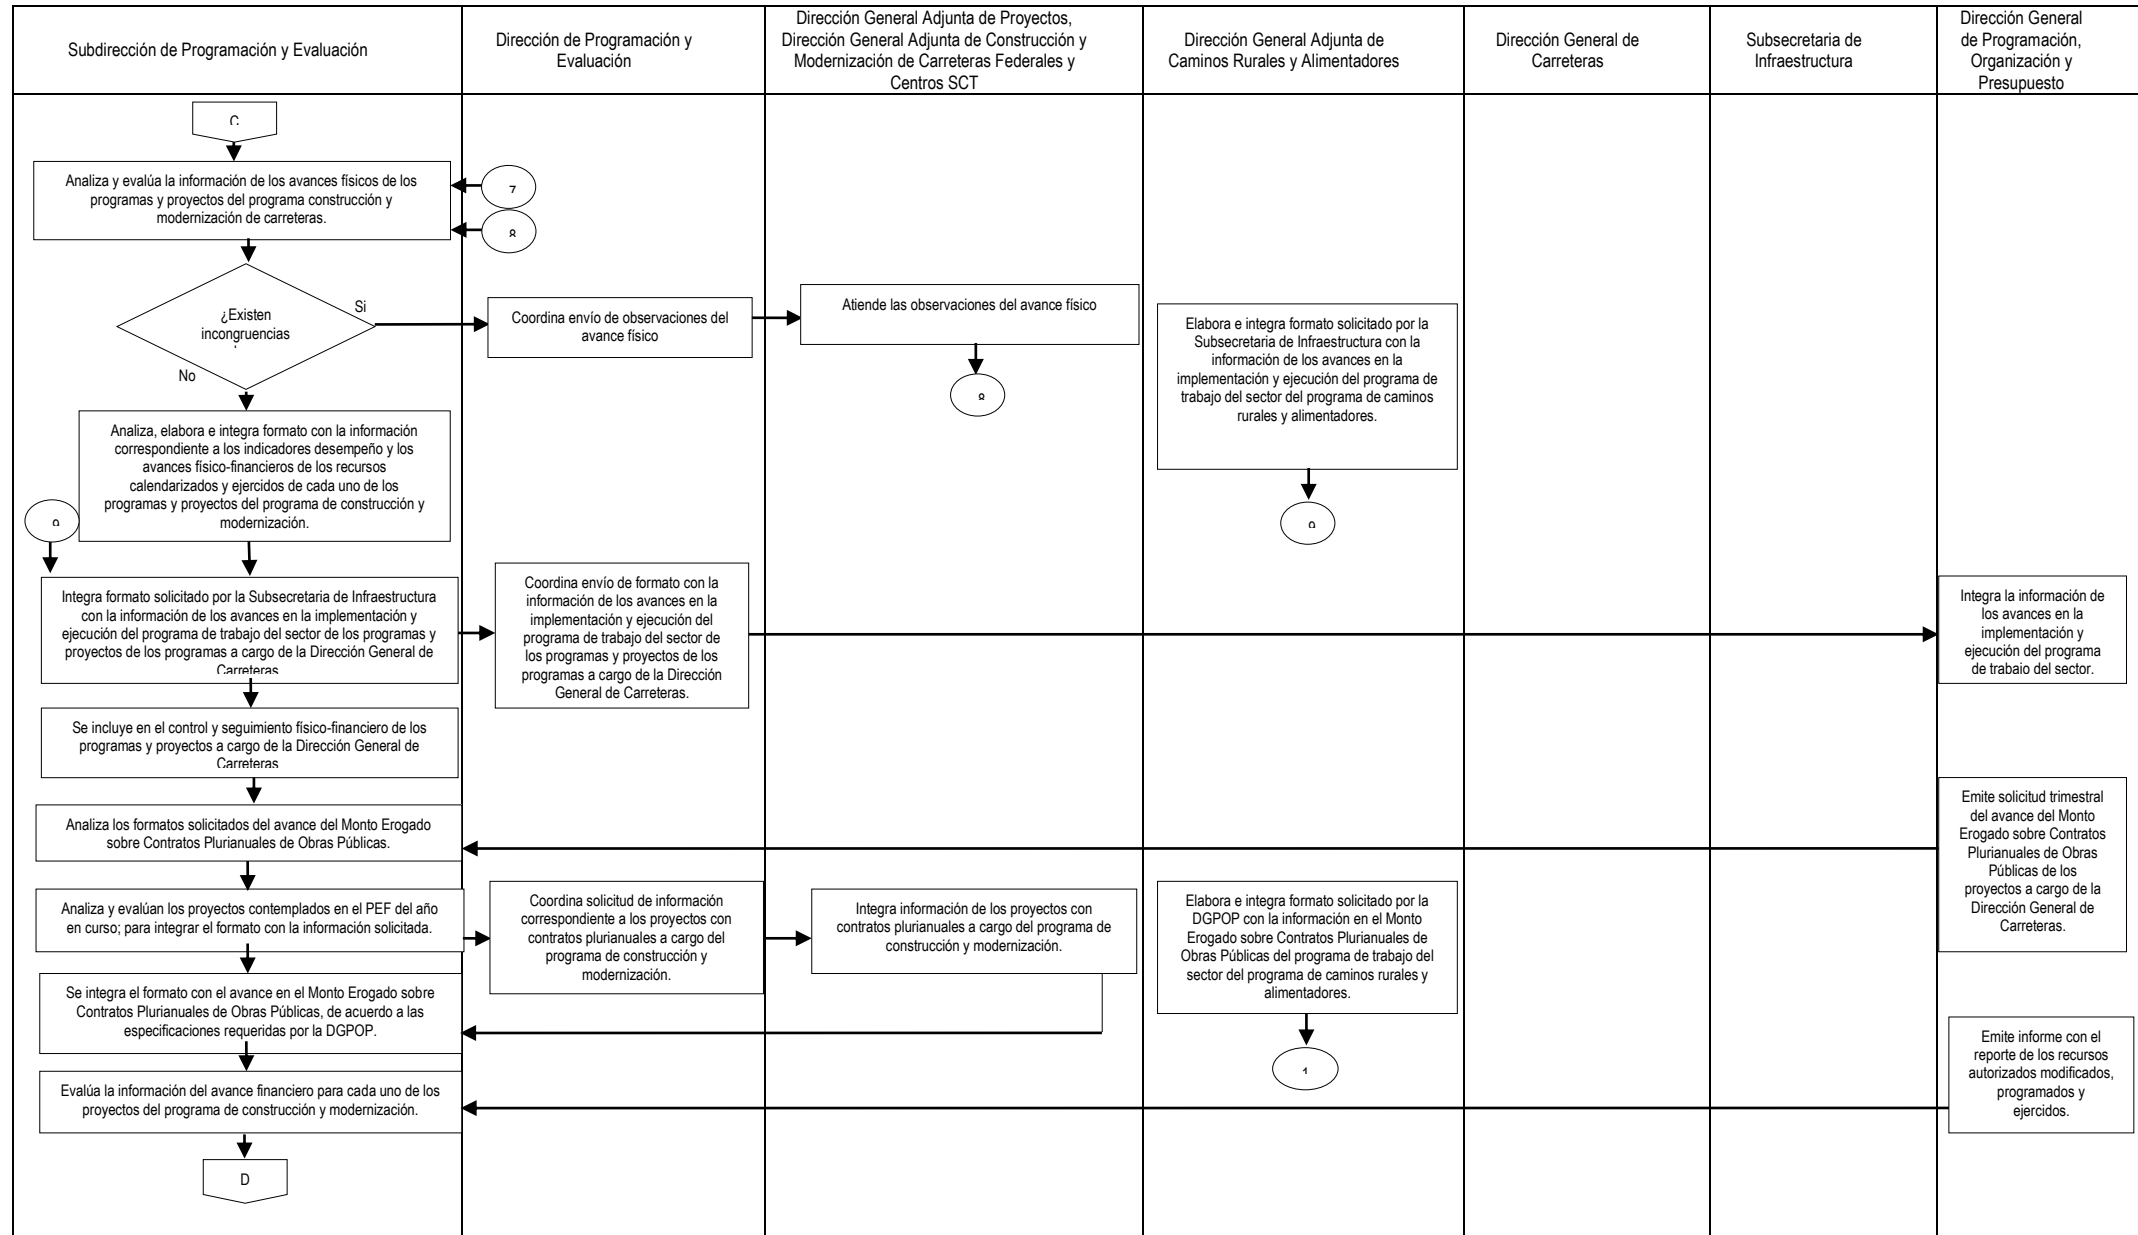 Subdirección de Programación y Evaluación
Dirección de Programación y
Evaluación
Dirección General Adjunta de Proyectos,
Dirección General Adjunta de Construcción y
Modernización de Carreteras Federales y
Centros SCT
Dirección General Adjunta de
Caminos Rurales y Alimentadores
Dirección General de
Carreteras
Subsecretaria de
Infraestructura
Dirección General
de Programación,
Organización y
Presupuesto
C
Analiza y evalúa la información de los avances físicos de los
programas y proyectos del programa construcción y
modernización de carreteras.
7
8
¿Existen
incongruencias
Si
No
Coordina envío de observaciones del
avance físico
Atiende las observaciones del avance físico
8
Elabora e integra formato solicitado por la
Subsecretaria de Infraestructura con la
información de los avances en la
implementación y ejecución del programa de
trabajo del sector del programa de caminos
rurales y alimentadores.
9
Analiza, elabora e integra formato con la información
correspondiente a los indicadores desempeño y los
avances físico-financieros de los recursos
calendarizados y ejercidos de cada uno de los
programas y proyectos del programa de construcción y
modernización.
9
Integra formato solicitado por la Subsecretaria de Infraestructura
con la información de los avances en la implementación y
ejecución del programa de trabajo del sector de los programas y
proyectos de los programas a cargo de la Dirección General de
Carreteras
Coordina envío de formato con la
información de los avances en la
implementación y ejecución del
programa de trabajo del sector de
los programas y proyectos de los
programas a cargo de la Dirección
General de Carreteras.
Integra la información de
los avances en la
implementación y
ejecución del programa
de trabajo del sector.
Se incluye en el control y seguimiento físico-financiero de los
programas y proyectos a cargo de la Dirección General de
Carreteras
Analiza los formatos solicitados del avance del Monto Erogado
sobre Contratos Plurianuales de Obras Públicas.
Emite solicitud trimestral
del avance del Monto
Erogado sobre Contratos
Plurianuales de Obras
Públicas de los
proyectos a cargo de la
Dirección General de
Carreteras.
Analiza y evalúan los proyectos contemplados en el PEF del año
en curso; para integrar el formato con la información solicitada.
Coordina solicitud de información
correspondiente a los proyectos con
contratos plurianuales a cargo del
programa de construcción y
modernización.
Integra información de los proyectos con
contratos plurianuales a cargo del programa de
construcción y modernización.
Elabora e integra formato solicitado por la
DGPOP con la información en el Monto
Erogado sobre Contratos Plurianuales de
Obras Públicas del programa de trabajo del
sector del programa de caminos rurales y
alimentadores.
1
Se integra el formato con el avance en el Monto Erogado sobre
Contratos Plurianuales de Obras Públicas, de acuerdo a las
especificaciones requeridas por la DGPOP.
Emite informe con el
reporte de los recursos
autorizados modificados,
programados y
ejercidos.
Evalúa la información del avance financiero para cada uno de los
proyectos del programa de construcción y modernización.
D